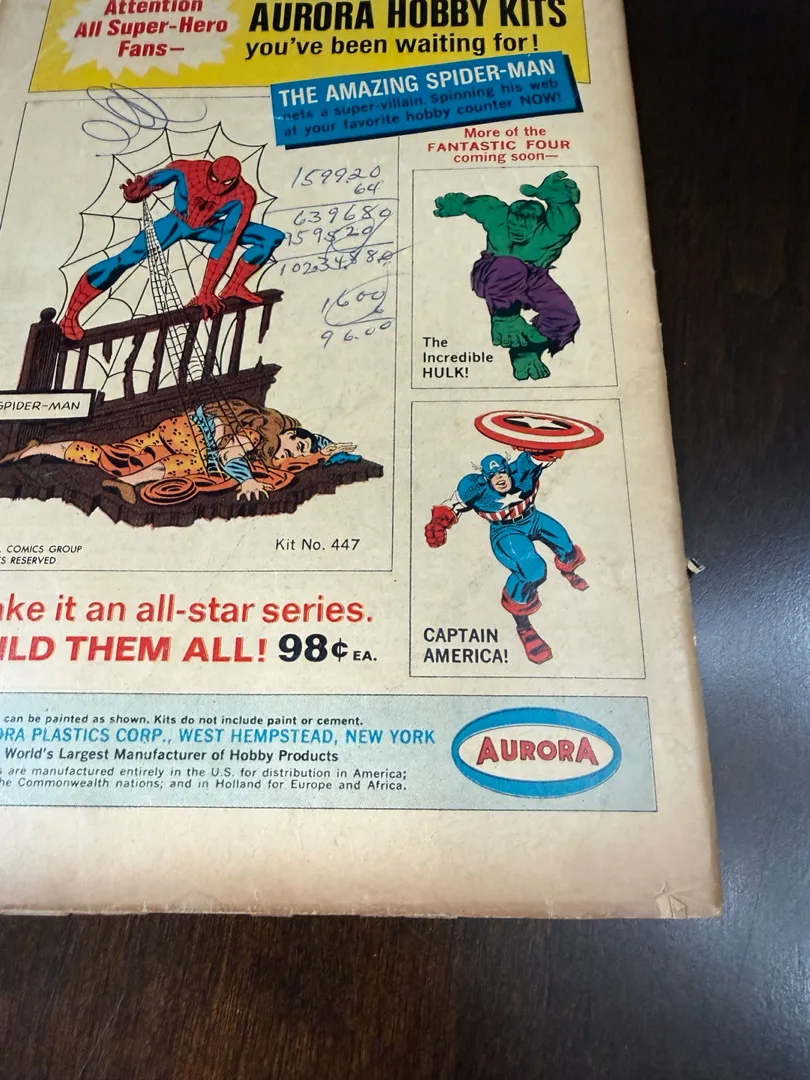 Attention
All Super-Hero
Fans—
AURORA HOBBY KITS
you've been waiting for!
THE AMAZING SPIDER-MAN
nets a super-villain. Spinning his web
at your favorite hobby counter NOW!
More of the
FANTASTIC FOUR
coming soon—
159920
64
639680
959520
1600
6
96.00
The
Incredible
HULK!
SPIDER-MAN
COMICS GROUP
S RESERVED
Kit No. 447
CAPTAIN
AMERICA!
ake it an all-star series.
ILD THEM ALL! 98¢ EA.
can be painted as shown. Kits do not include paint or cement.
ORA PLASTICS CORP., WEST HEMPSTEAD, NEW YORK
World's Largest Manufacturer of Hobby Products
s are manufactured entirely in the U.S. for distribution in America;
he Commonwealth nations; and in Holland for Europe and Africa.
AURORA